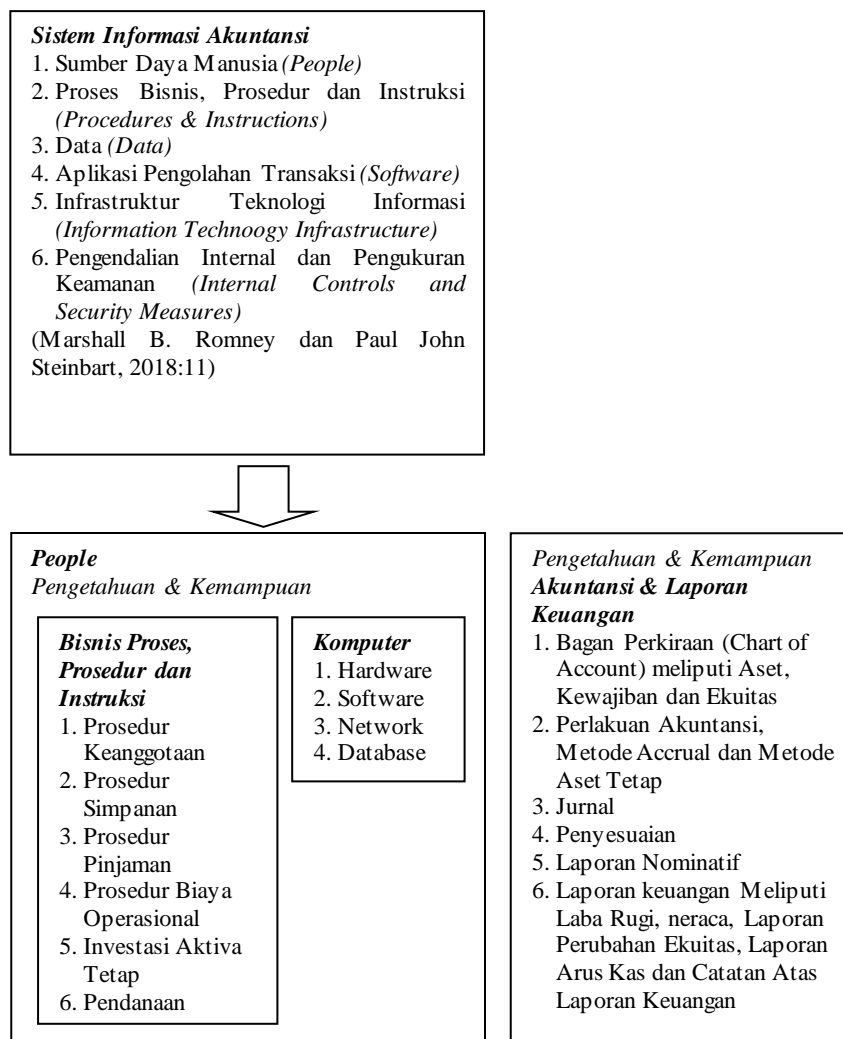 Sistem Informasi Akuntansi
1. Sumber Daya Manusia (People)
2. Proses Bisnis, Prosedur dan Instruksi
(Procedures & Instructions)
3. Data (Data)
4. Aplikasi Pengolahan Transaksi (Software)
5. Infrastruktur Teknologi Informasi
(Information Technoogy Infrastructure)
6. Pengendalian Internal dan Pengukuran
Keamanan (Internal Controls and
Security Measures)
(Marshall B. Romney dan Paul John
Steinbart, 2018:11)
People
Pengetahuan & Kemampuan
Bisnis Proses,
Prosedur dan
Instruksi
1. Prosedur
Keanggotaan
2. Prosedur
Simpanan
3. Prosedur
Pinjaman
4. Prosedur Biaya
Operasional
5. Investasi Aktiva
Tetap
6. Pendanaan
Komputer
1. Hardware
2. Software
3. Network
4. Database
Pengetahuan & Kemampuan
Akuntansi & Laporan
Keuangan
1. Bagan Perkiraan (Chart of
Account) meliputi Aset,
Kewajiban dan Ekuitas
2. Perlakuan Akuntansi,
Metode Accrual dan Metode
Aset Tetap
3. Jurnal
4. Penyesuaian
5. Laporan Nominatif
6. Laporan keuangan Meliputi
Laba Rugi, neraca, Laporan
Perubahan Ekuitas, Laporan
Arus Kas dan Catatan Atas
Laporan Keuangan